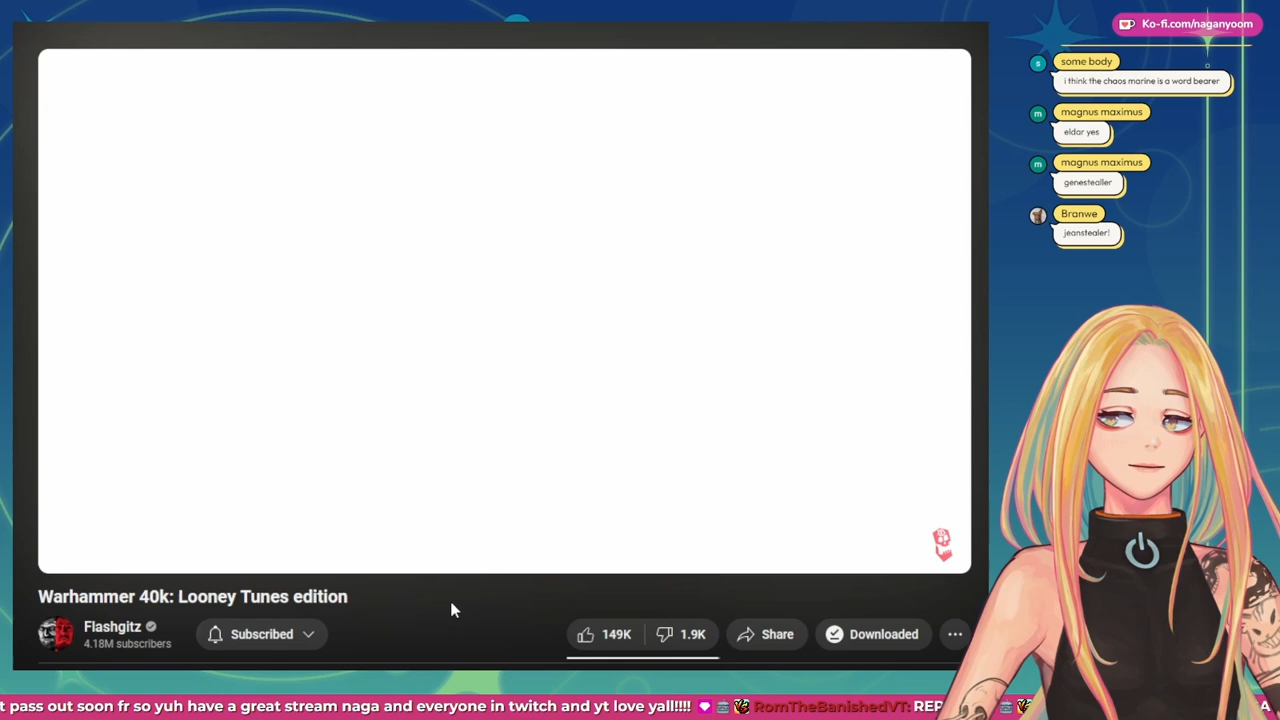 Ko-fi.com/naganyoom
s
some body
i think the chaos marine is a word bearer
m
magnus maximus
eldar yes
m
magnus maximus
genestealler
Branwe
jeanstealer!
Warhammer 40k: Looney Tunes edition
Flashgitz
4.18M subscribers
Subscribed
149K
1.9K
Share
Downloaded
t pass out soon fr so yuh have a great stream naga and everyone in twitch and yt love yall!!!! RomTheBanishedVT: REP A